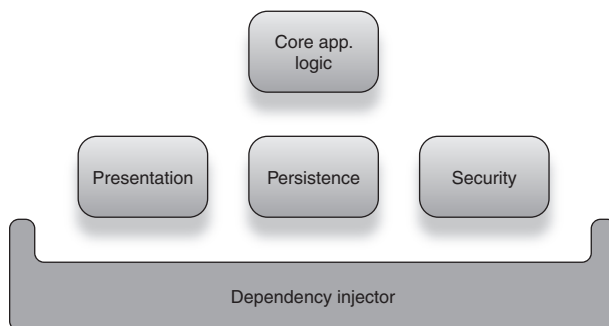 Core app.
logic
Presentation
Persistence
Security
Dependency injector